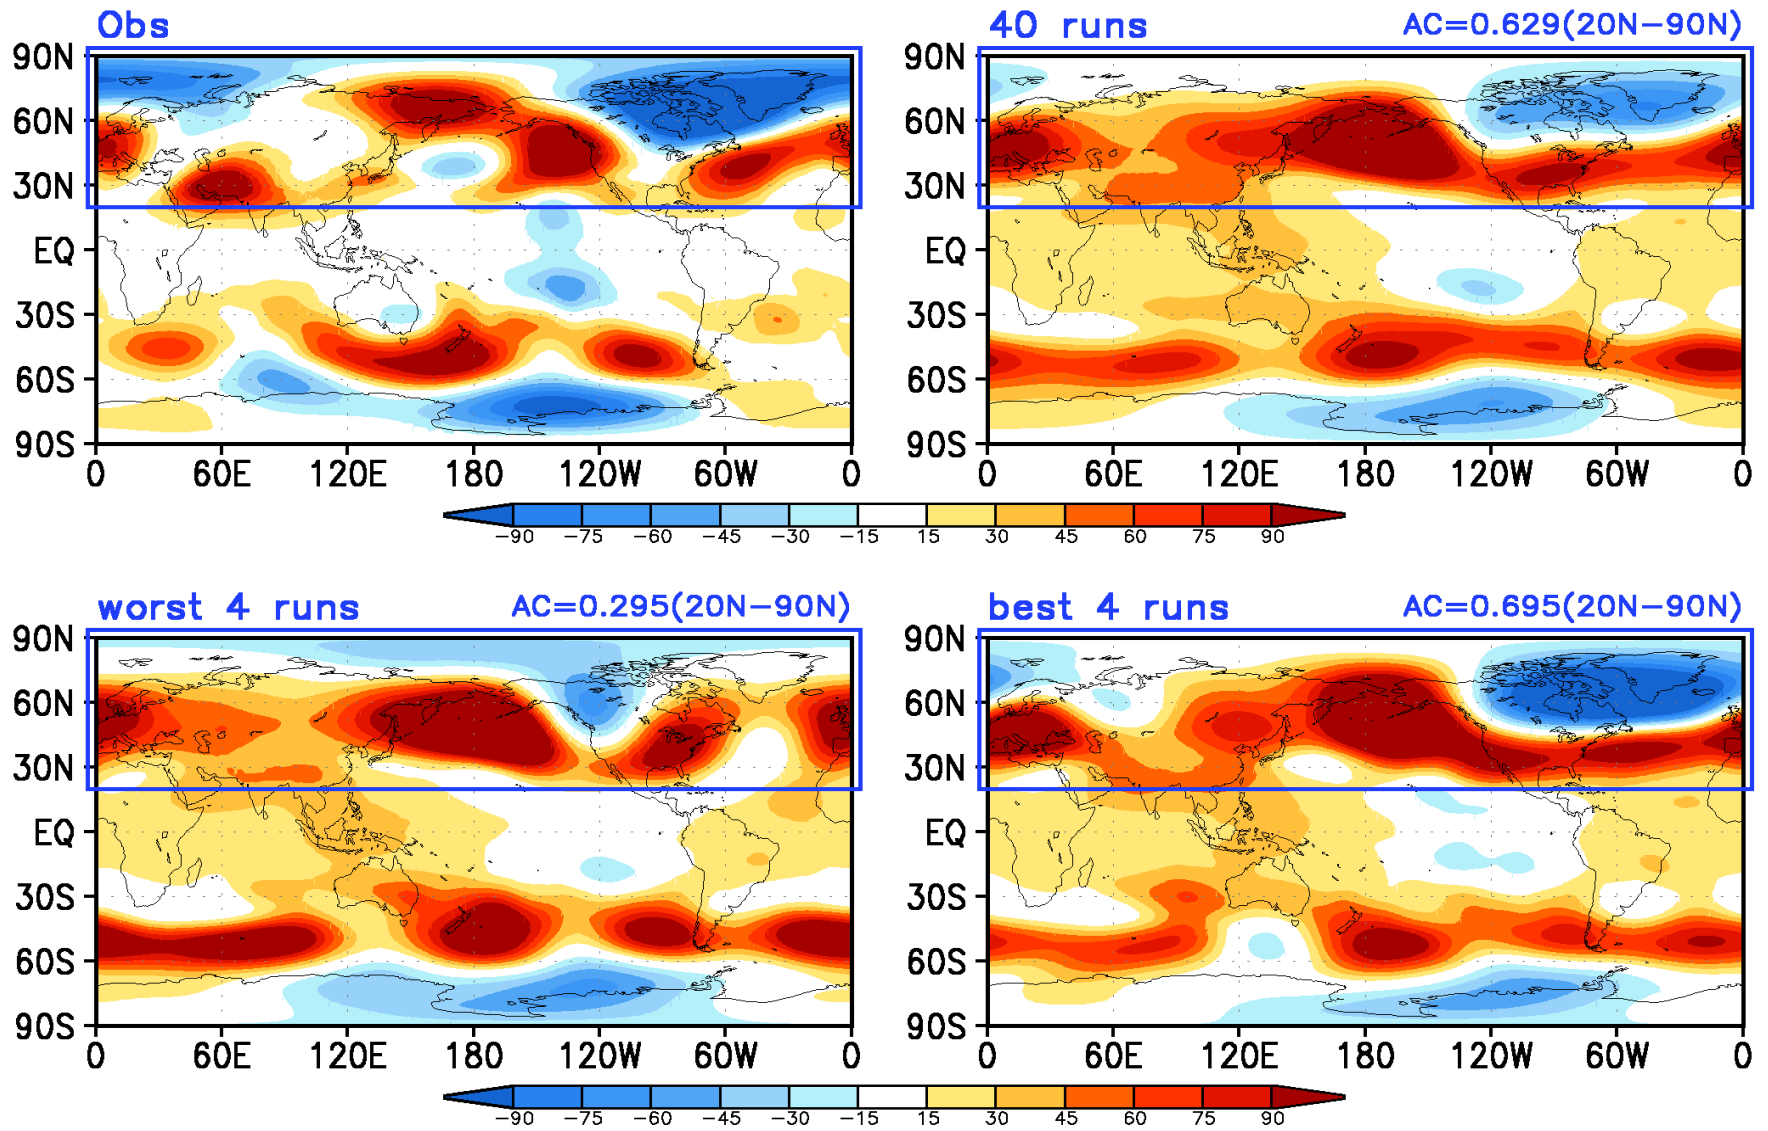 Obs
40 runs AC=0.629(20N−90N)
90N 90N
60N 60N
30N 30N
EQ EQ
30S 30S
60S 60S
90S 90S
0 60E 120E 180 120W 60W 0 0 60E 120E 180 120W 60W 0
−90 −75 −60 −45 −30 −15 15 30 45 60 75 90
worst 4 runs AC=0.295(20N−90N)
best 4 runs AC=0.695(20N−90N)
90N 90N
60N 60N
30N 30N
EQ EQ
30S 30S
60S 60S
90S 90S
0 60E 120E 180 120W 60W 0 0 60E 120E 180 120W 60W 0
−90 −75 −60 −45 −30 −15 15 30 45 60 75 90